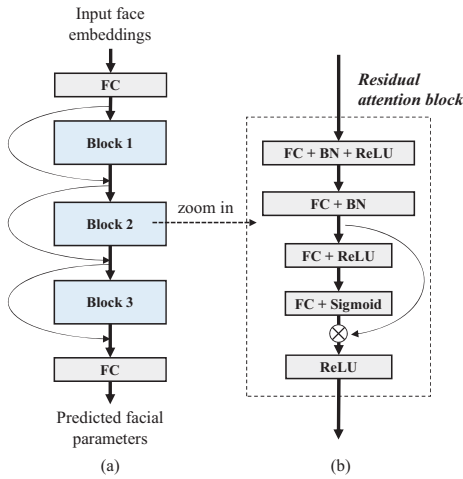 Input face
embeddings
FC
Block 1
Block 2
Block 3
FC
Predicted facial
parameters
(a)
zoom in
Residual
attention block
FC + BN + ReLU
FC + BN
FC + ReLU
FC + Sigmoid
ReLU
(b)